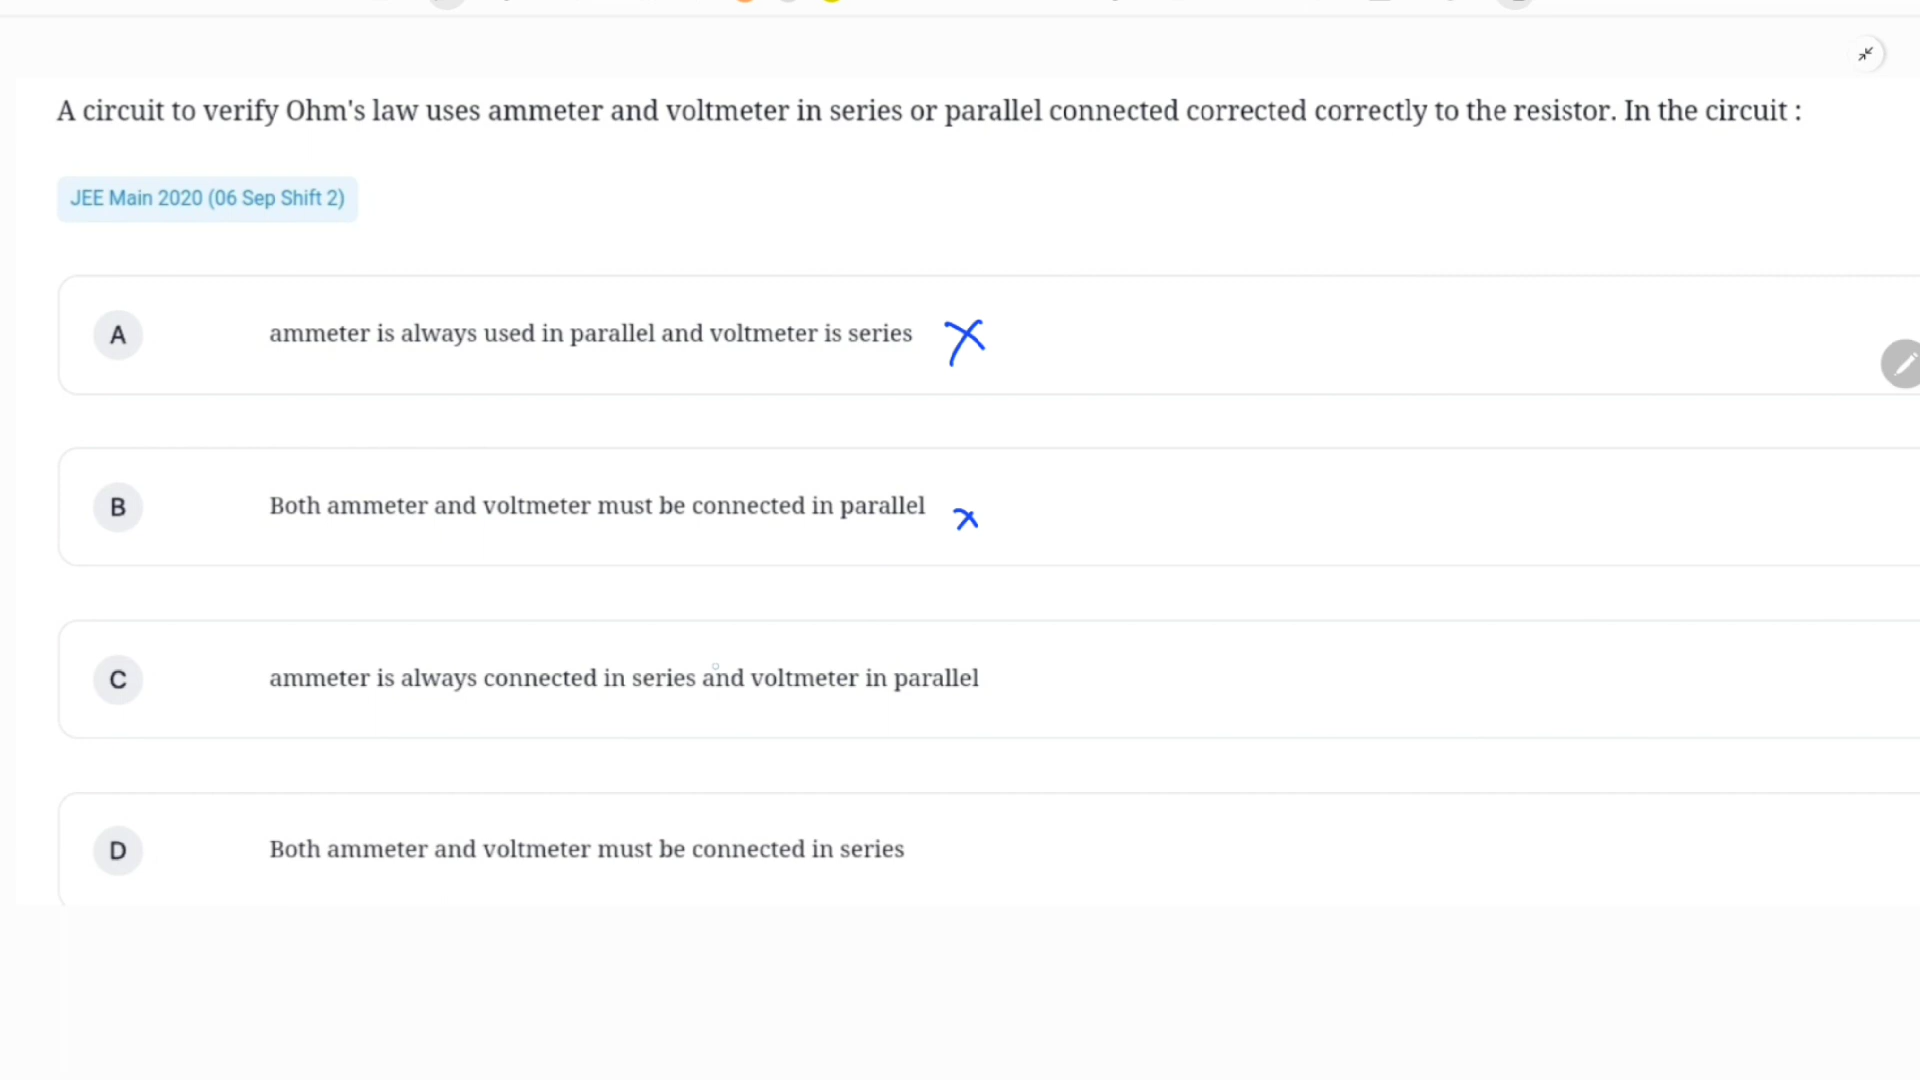 A circuit to verify Ohm's law uses ammeter and voltmeter in series or parallel connected corrected correctly to the resistor. In the circuit :
JEE Main 2020 (06 Sep Shift 2)
A ammeter is always used in parallel and voltmeter is series
B Both ammeter and voltmeter must be connected in parallel
C ammeter is always connected in series and voltmeter in parallel
D Both ammeter and voltmeter must be connected in series